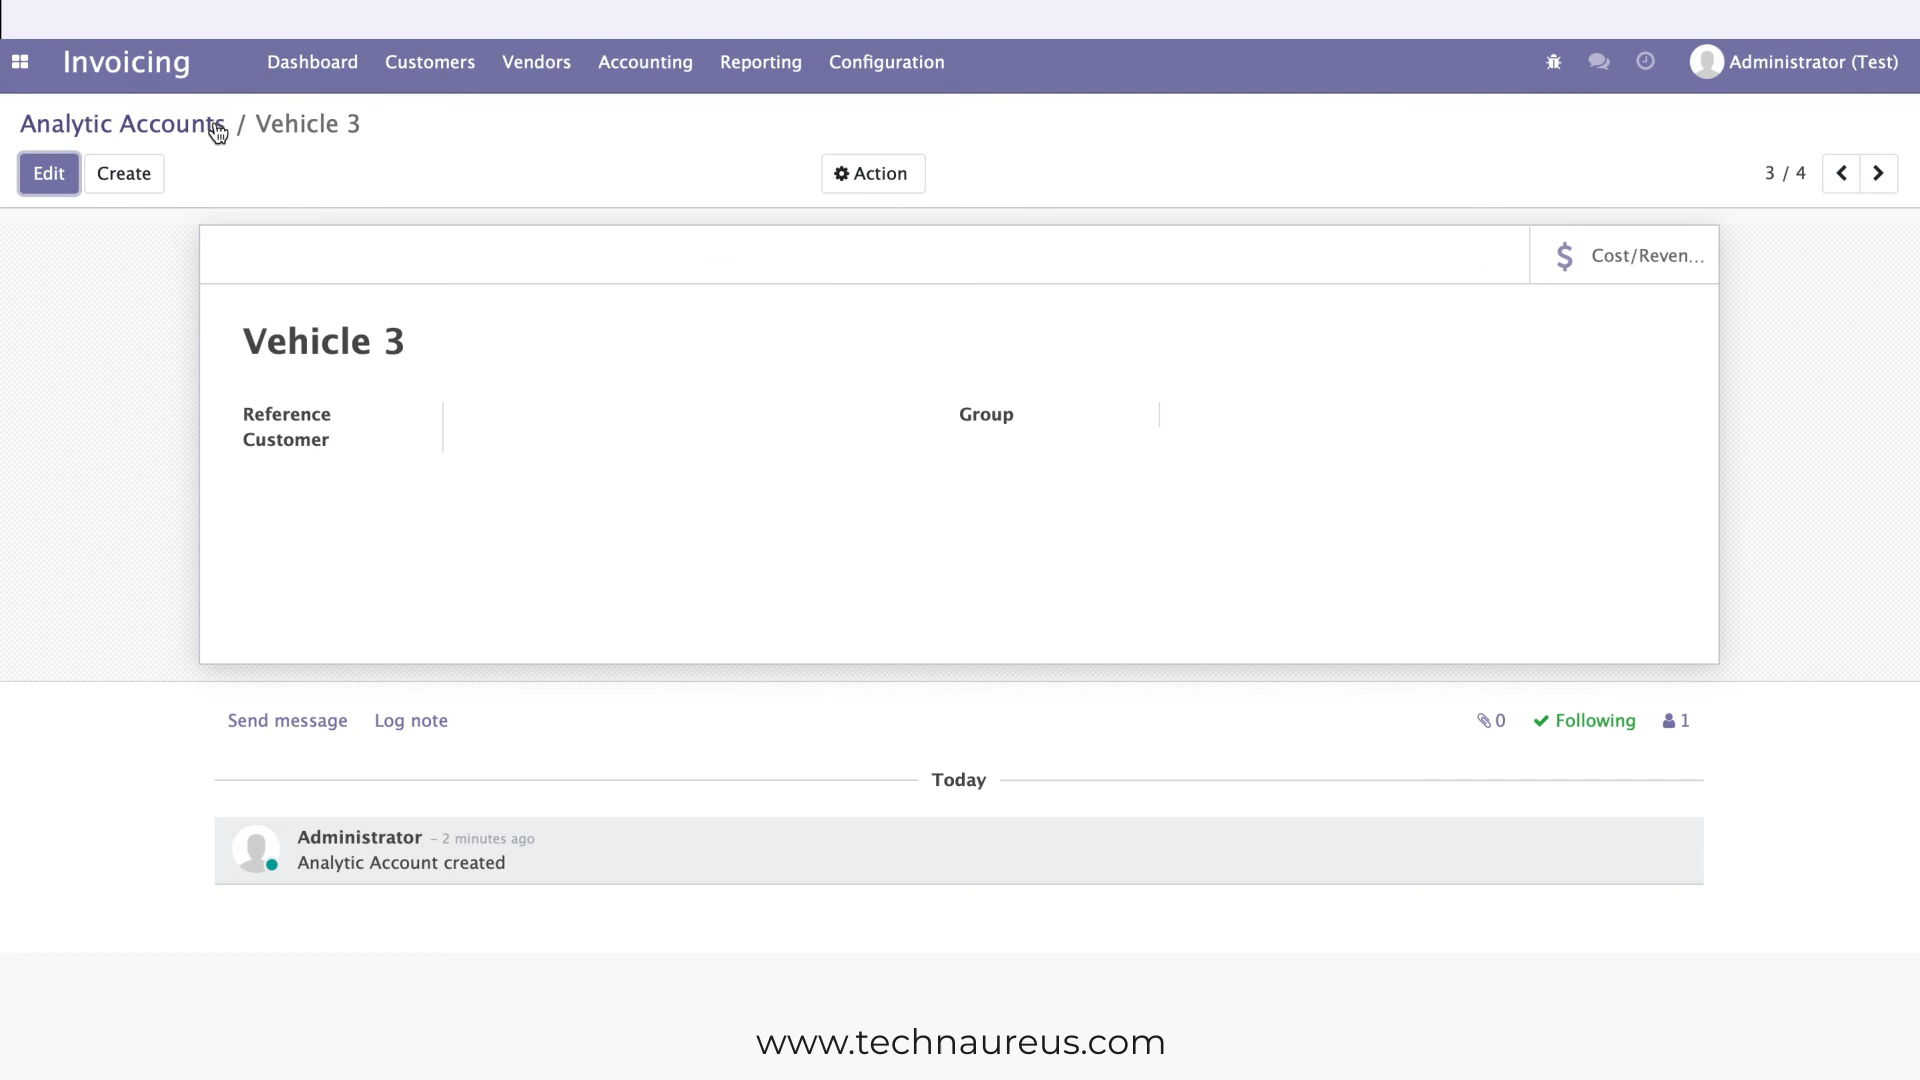 Invoicing Dashboard Customers Vendors Accounting Reporting Configuration Administrator (Test)
Analytic Accounts / Vehicle 3
Edit Create Action 3 / 4
$ Cost/Reven...
Vehicle 3
Reference Group
Customer
Send message Log note 0 Following 1
Today
Administrator - 2 minutes ago
Analytic Account created
www.technaureus.com